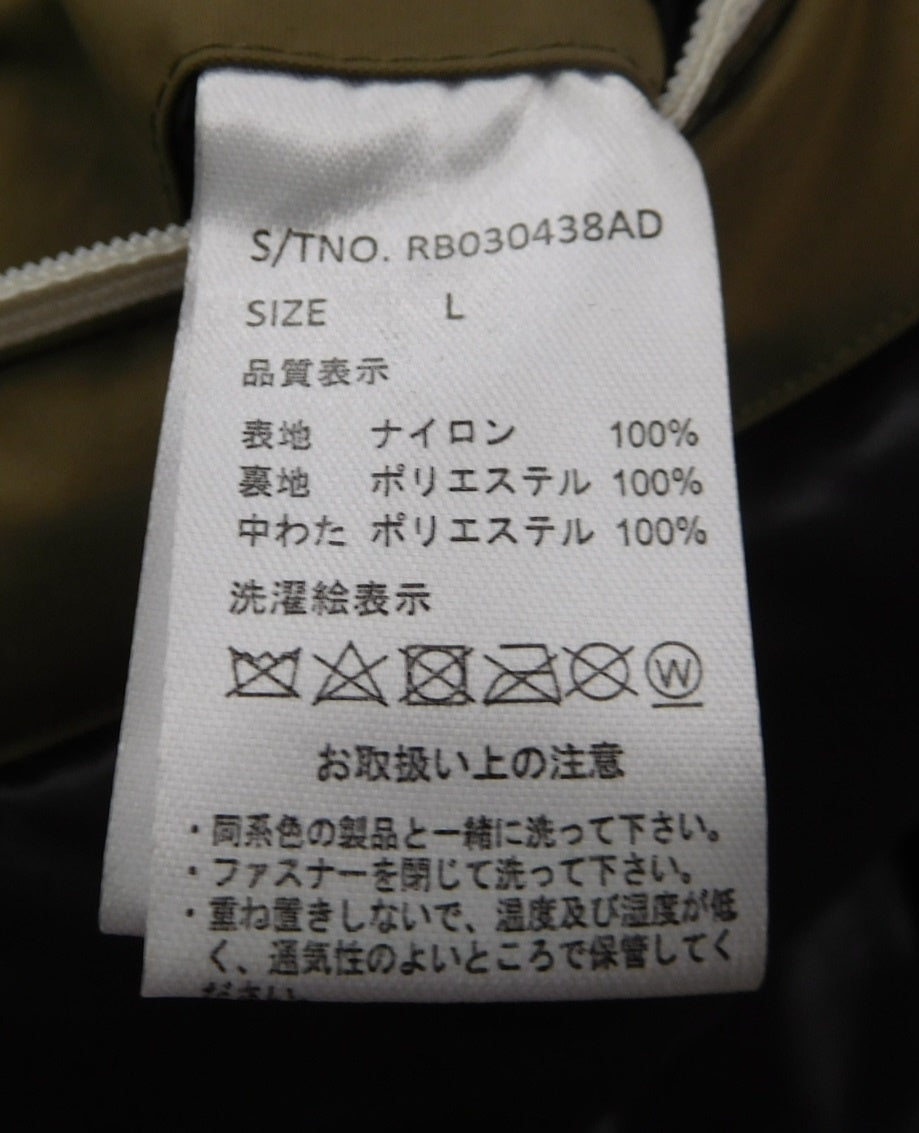 S/TNO. RB030438AD
SIZE L
品質表示
表地 ナイロン 100%
裏地 ポリエステル 100%
中わた ポリエステル 100%
洗濯絵表示
W
お取扱い上の注意
・同系色の製品と一緒に洗って下さい。
・ファスナーを閉じて洗って下さい。
・重ね置きしないで、温度及び湿度が低
く、通気性のよいところで保管してく
ださい。